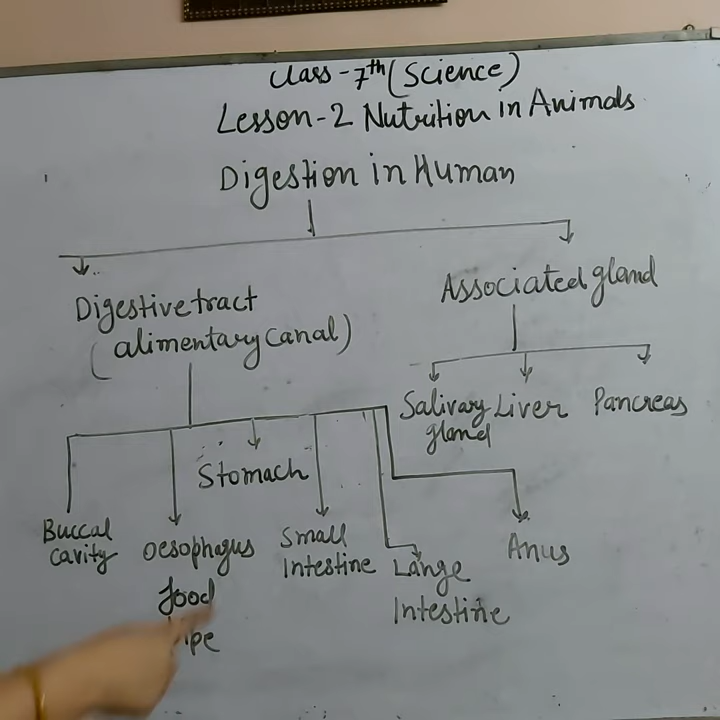 Class-7th (Science)
Lesson-2 Nutrition in Animals
Digestion in Human
Digestive tract
(alimentary canal)
Associated gland
Salivary
gland
Liver
Pancreas
Buccal
cavity
Oesophagus
food
Stomach
Small
Intestine
Large
Intestine
Anus